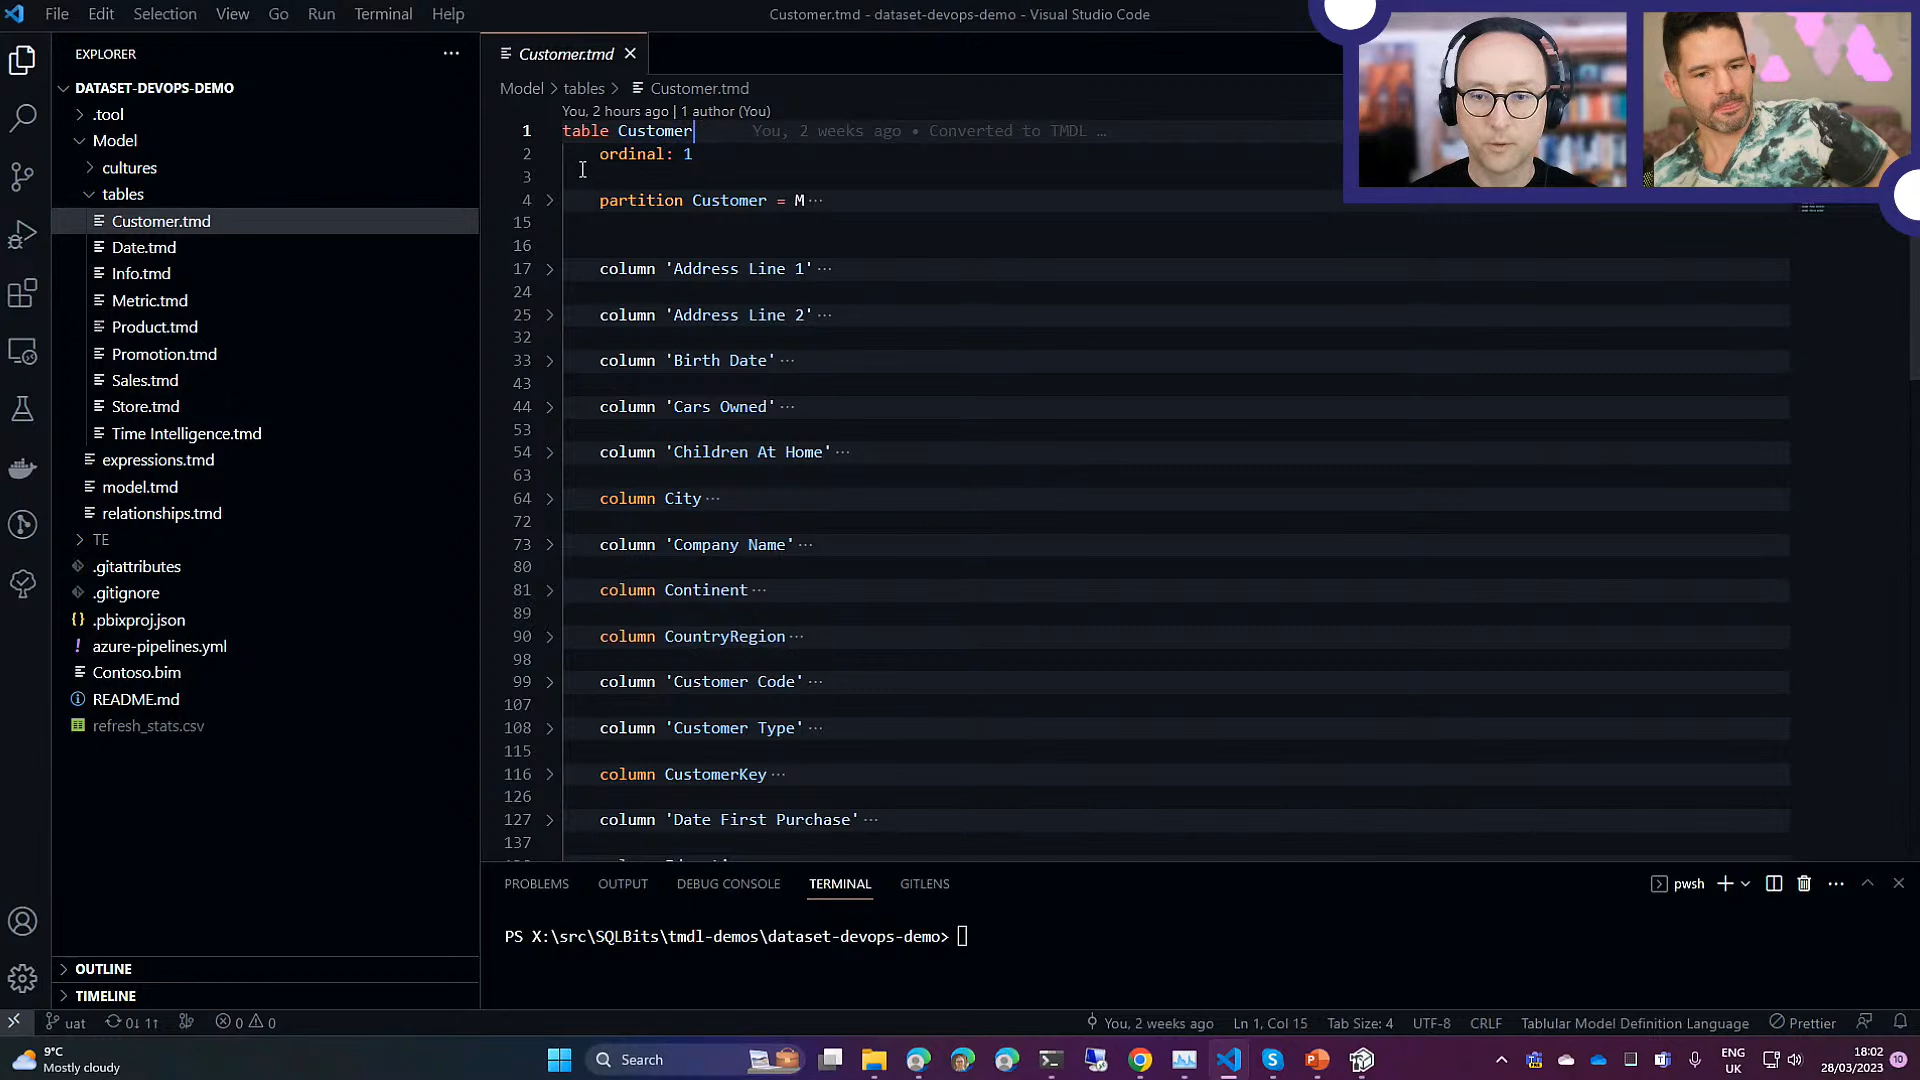 File Edit Selection View Go Run Terminal Help
Customer.tmd - dataset-devops-demo - Visual Studio Code
EXPLORER
DATASET-DEVOPS-DEMO
.tool
Model
cultures
tables
Customer.tmd
Date.tmd
Info.tmd
Metric.tmd
Product.tmd
Promotion.tmd
Sales.tmd
Store.tmd
Time Intelligence.tmd
expressions.tmd
model.tmd
relationships.tmd
TE
.gitattributes
.gitignore
.pbixproj.json
azure-pipelines.yml
Contoso.bim
README.md
refresh_stats.csv
OUTLINE
TIMELINE
Customer.tmd
Model > tables > Customer.tmd
You, 2 hours ago | 1 author (You)
1 table Customer You, 2 weeks ago • Converted to TMDL …
2 ordinal: 1
3
4 partition Customer = M ···
15
16
17 column 'Address Line 1' ···
24
25 column 'Address Line 2' ···
32
33 column 'Birth Date' ···
43
44 column 'Cars Owned' ···
53
54 column 'Children At Home' ···
63
64 column City ···
72
73 column 'Company Name' ···
80
81 column Continent ···
89
90 column CountryRegion ···
98
99 column 'Customer Code' ···
107
108 column 'Customer Type' ···
115
116 column CustomerKey ···
126
127 column 'Date First Purchase' ···
137
PROBLEMS OUTPUT DEBUG CONSOLE TERMINAL GITLENS
pwsh
PS X:\src\SQLBits\tmdl-demos\dataset-devops-demo>
uat 0↓ 1↑ 0 0
You, 2 weeks ago Ln 1, Col 15 Tab Size: 4 UTF-8 CRLF Tablular Model Definition Language Prettier
9°C
Mostly cloudy
Search
ENG
UK
18:02
28/03/2023
10